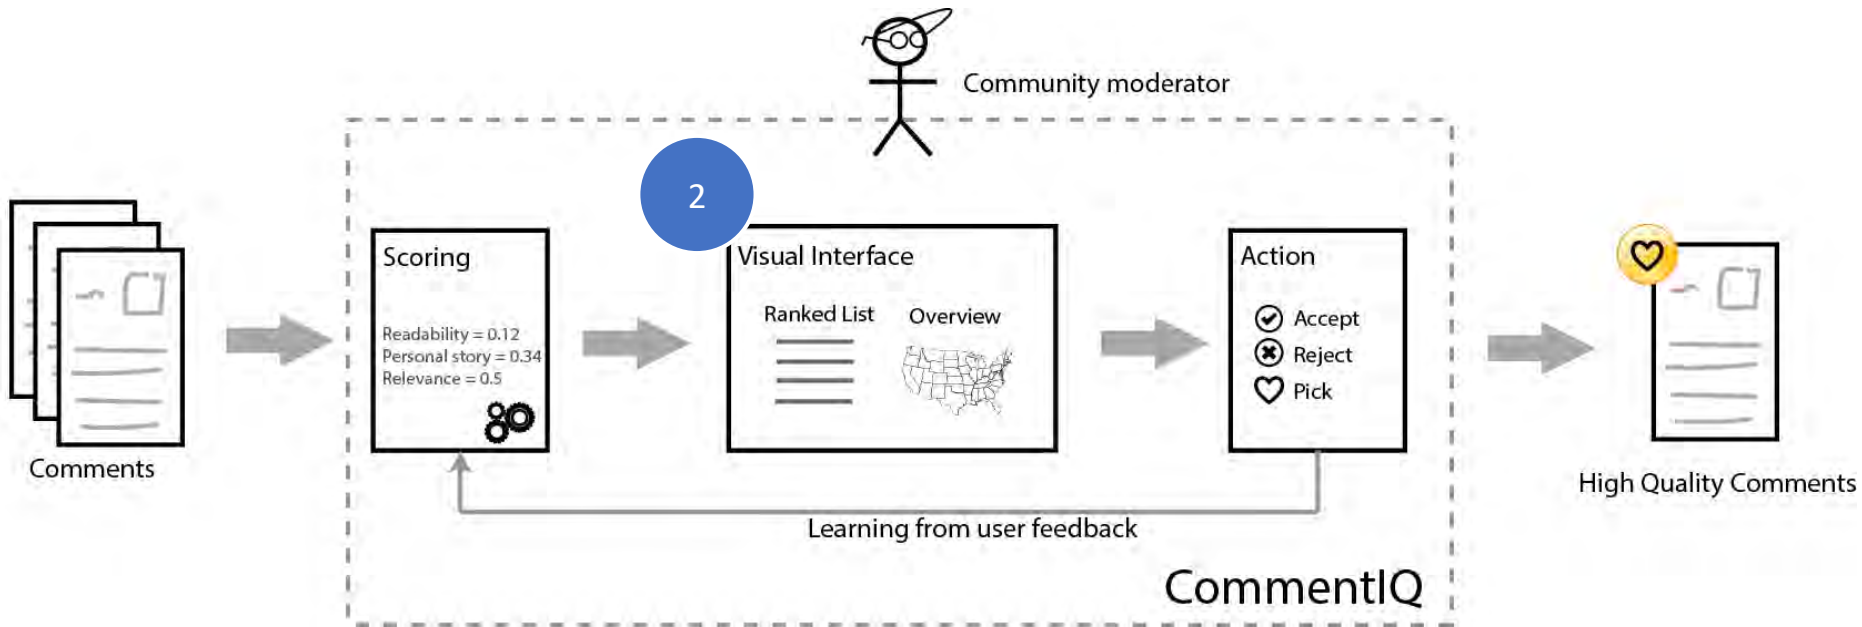 Community moderator
2
Scoring
Readability = 0.12
Personal story = 0.34
Relevance = 0.5
Visual Interface
Ranked List
Overview
Action
Accept
Reject
Pick
Comments
High Quality Comments
Learning from user feedback
CommentIQ